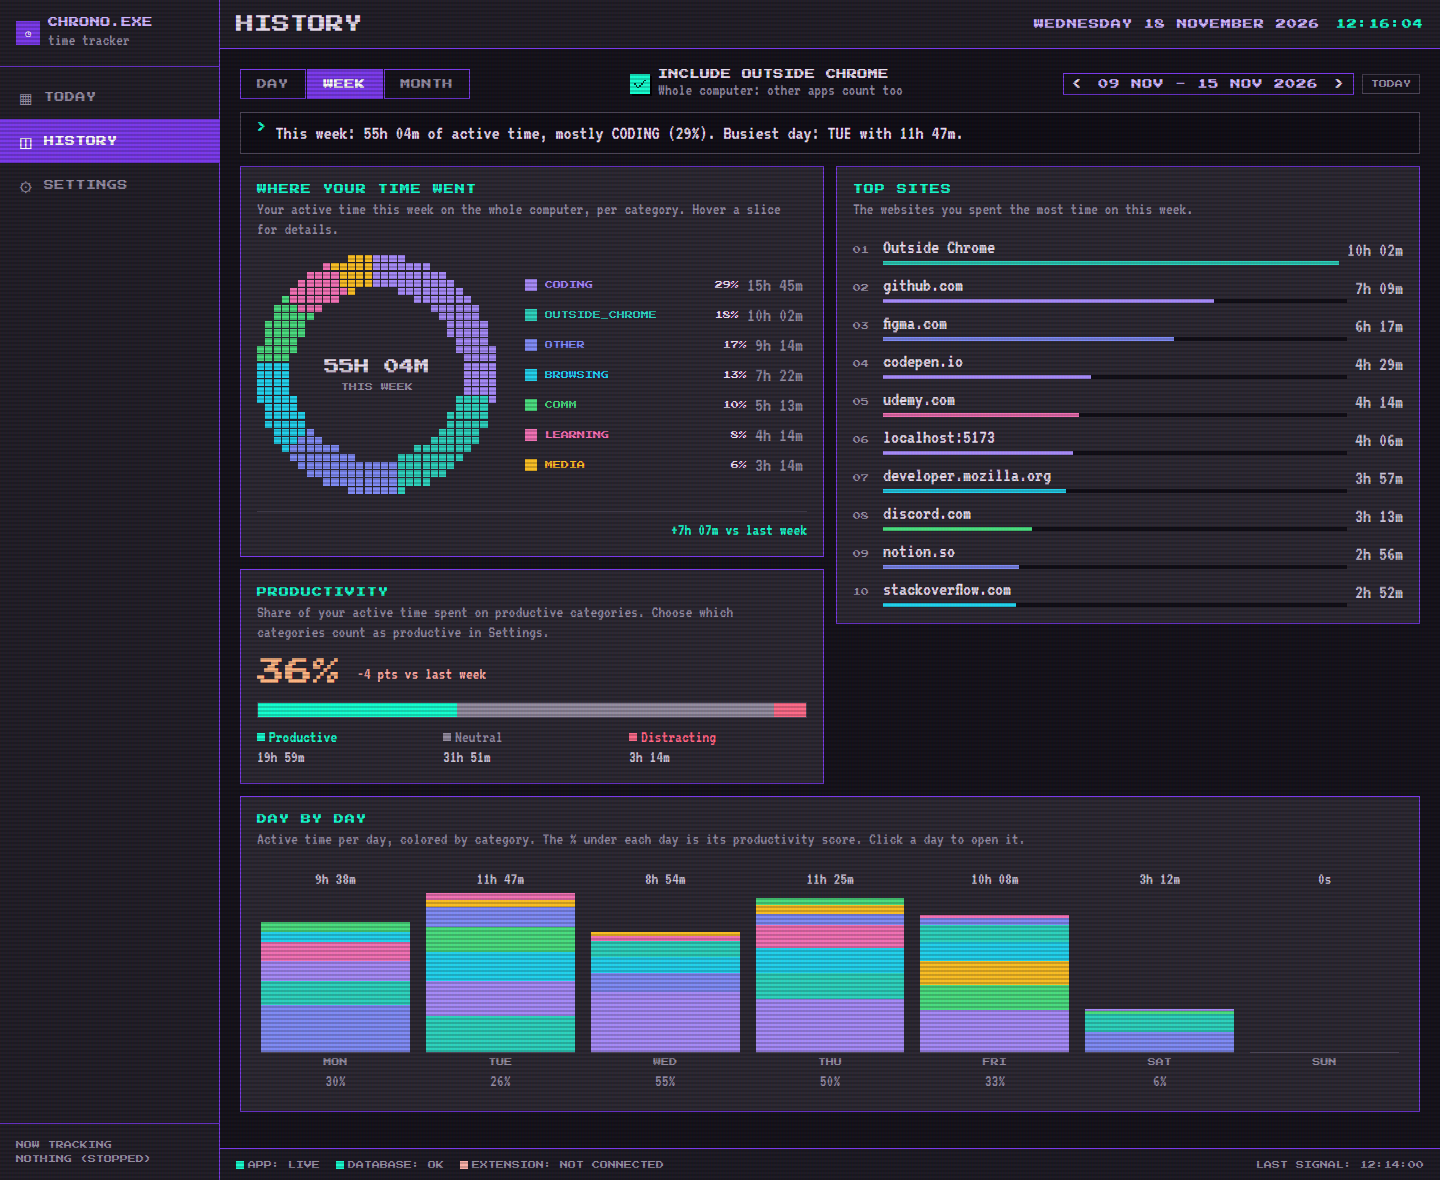 CHRONO.EXE
time tracker
TODAY
HISTORY
SETTINGS
NOW TRACKING
NOTHING (STOPPED)
HISTORY
WEDNESDAY 18 NOVEMBER 2026 12:16:04
DAY WEEK MONTH
INCLUDE OUTSIDE CHROME
Whole computer: other apps count too
< 09 NOV – 15 NOV 2026 > TODAY
> This week: 55h 04m of active time, mostly CODING (29%). Busiest day: TUE with 11h 47m.
WHERE YOUR TIME WENT
Your active time this week on the whole computer, per category. Hover a slice
for details.
55H 04M
THIS WEEK
CODING 29% 15h 45m
OUTSIDE_CHROME 18% 10h 02m
OTHER 17% 9h 14m
BROWSING 13% 7h 22m
COMM 10% 5h 13m
LEARNING 8% 4h 14m
MEDIA 6% 3h 14m
+7h 07m vs last week
TOP SITES
The websites you spent the most time on this week.
01 Outside Chrome 10h 02m
02 github.com 7h 09m
03 figma.com 6h 17m
04 codepen.io 4h 29m
05 udemy.com 4h 14m
06 localhost:5173 4h 06m
07 developer.mozilla.org 3h 57m
08 discord.com 3h 13m
09 notion.so 2h 56m
10 stackoverflow.com 2h 52m
PRODUCTIVITY
Share of your active time spent on productive categories. Choose which
categories count as productive in Settings.
36% -4 pts vs last week
Productive Neutral Distracting
19h 59m 31h 51m 3h 14m
DAY BY DAY
Active time per day, colored by category. The % under each day is its productivity score. Click a day to open it.
9h 38m 11h 47m 8h 54m 11h 25m 10h 08m 3h 12m 0s
MON TUE WED THU FRI SAT SUN
30% 26% 55% 50% 33% 6%
APP: LIVE DATABASE: OK EXTENSION: NOT CONNECTED
LAST SIGNAL: 12:14:00